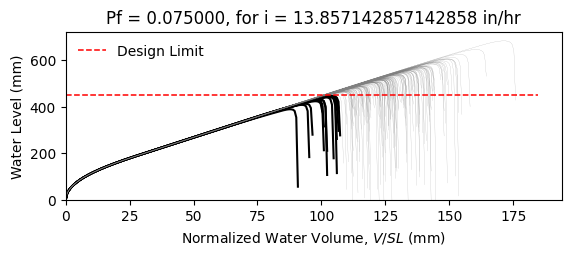 Pf = 0.075000, for i = 13.857142857142858 in/hr
Design Limit
Water Level (mm)
600
400
200
0
0 25 50 75 100 125 150 175
Normalized Water Volume, V/SL (mm)